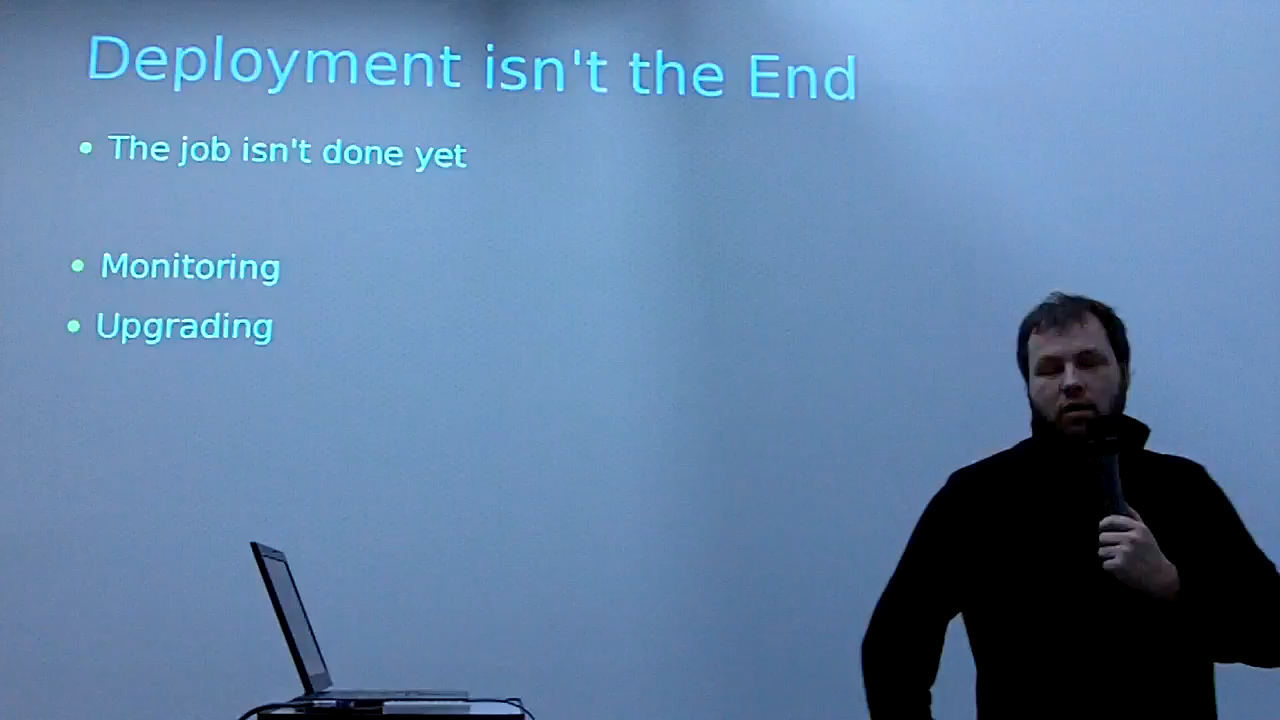 Deployment isn't the End
• The job isn't done yet
• Monitoring
• Upgrading